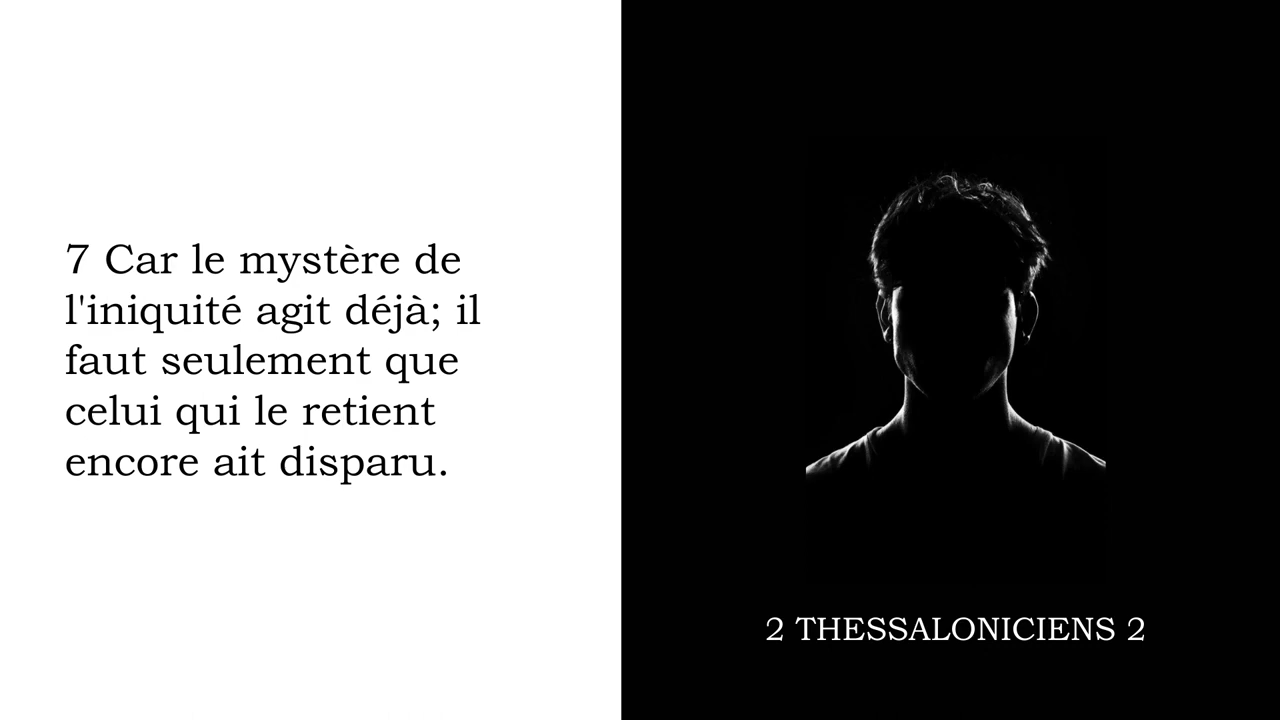 7 Car le mystère de
l'iniquité agit déjà; il
faut seulement que
celui qui le retient
encore ait disparu.
2 THESSALONICIENS 2